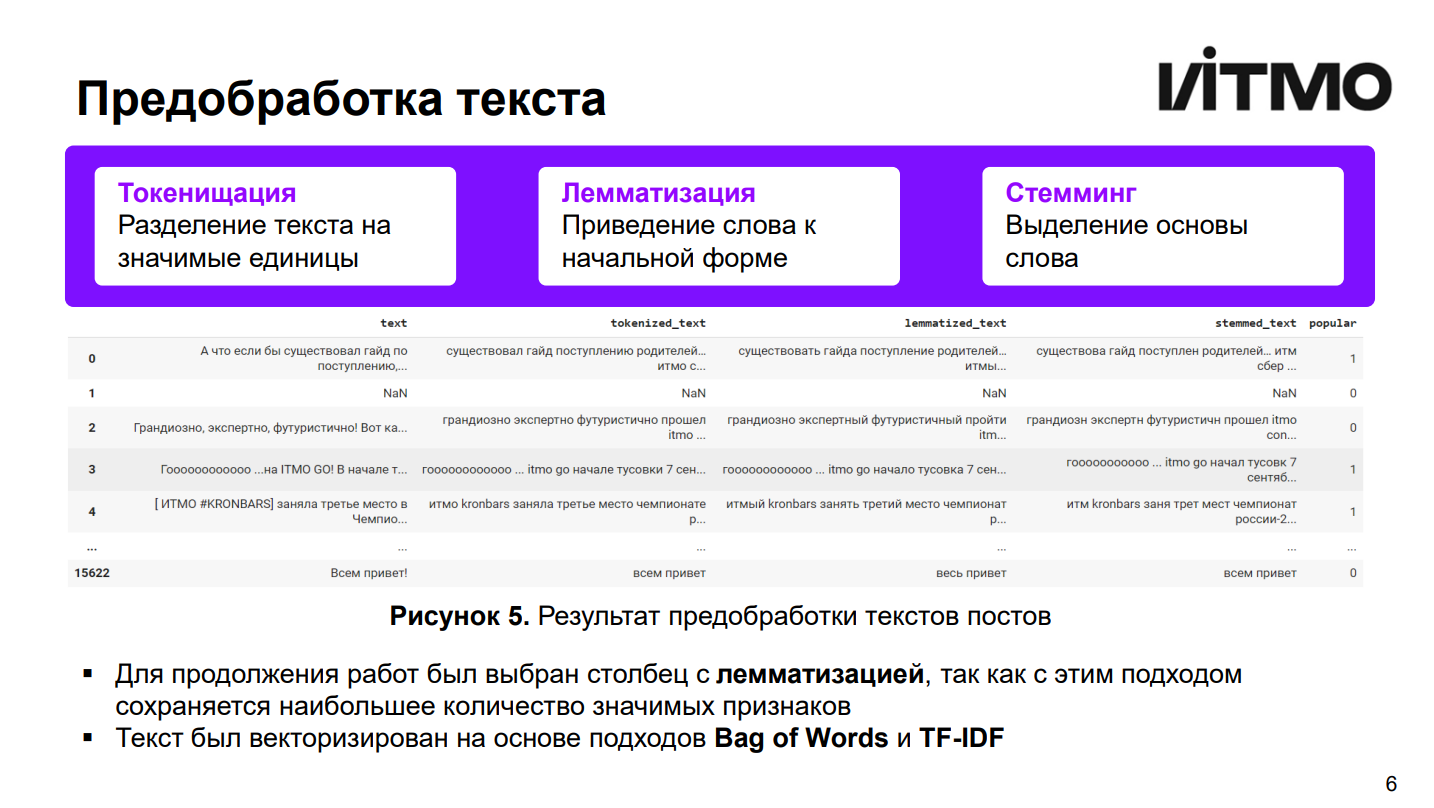 Предобработка текста
ИТМО
Токенищация
Разделение текста на
значимые единицы
Лемматизация
Приведение слова к
начальной форме
Стемминг
Выделение основы
слова
text tokenized_text lemmatized_text stemmed_text popular
0 А что если бы существовал гайд по поступлению,... существовал гайд поступлению родителей… итмо с... существовать гайда поступление родителей… итмы... существова гайд поступлен родителей… итм сбер ... 1
1 NaN NaN NaN NaN 0
2 Грандиозно, экспертно, футуристично! Вот ка... грандиозно экспертно футуристично прошел itmo ... грандиозно экспертный футуристичный пройти itm... грандиозн экспертн футуристичн прошел itmo con... 0
3 Гоооооооооооо ...на ITMO GO! В начале т... гоооооооооооо ... itmo go начале тусовки 7 сен... гоооооооооооо ... itmo go начало тусовка 7 сен... гооооооооооо ... itmo go начал тусовк 7 сентяб... 1
4 [ ИТМО #KRONBARS] заняла третье место в Чемпио... итмо kronbars заняла третье место чемпионате р... итмый kronbars занять третий место чемпионат р... итм kronbars заня трет мест чемпионат россии-2... 1
... ... ... ... ... ...
15622 Всем привет! всем привет весь привет всем привет 0
Рисунок 5. Результат предобработки текстов постов
▪ Для продолжения работ был выбран столбец с лемматизацией, так как с этим подходом
сохраняется наибольшее количество значимых признаков
▪ Текст был векторизирован на основе подходов Bag of Words и TF-IDF
6